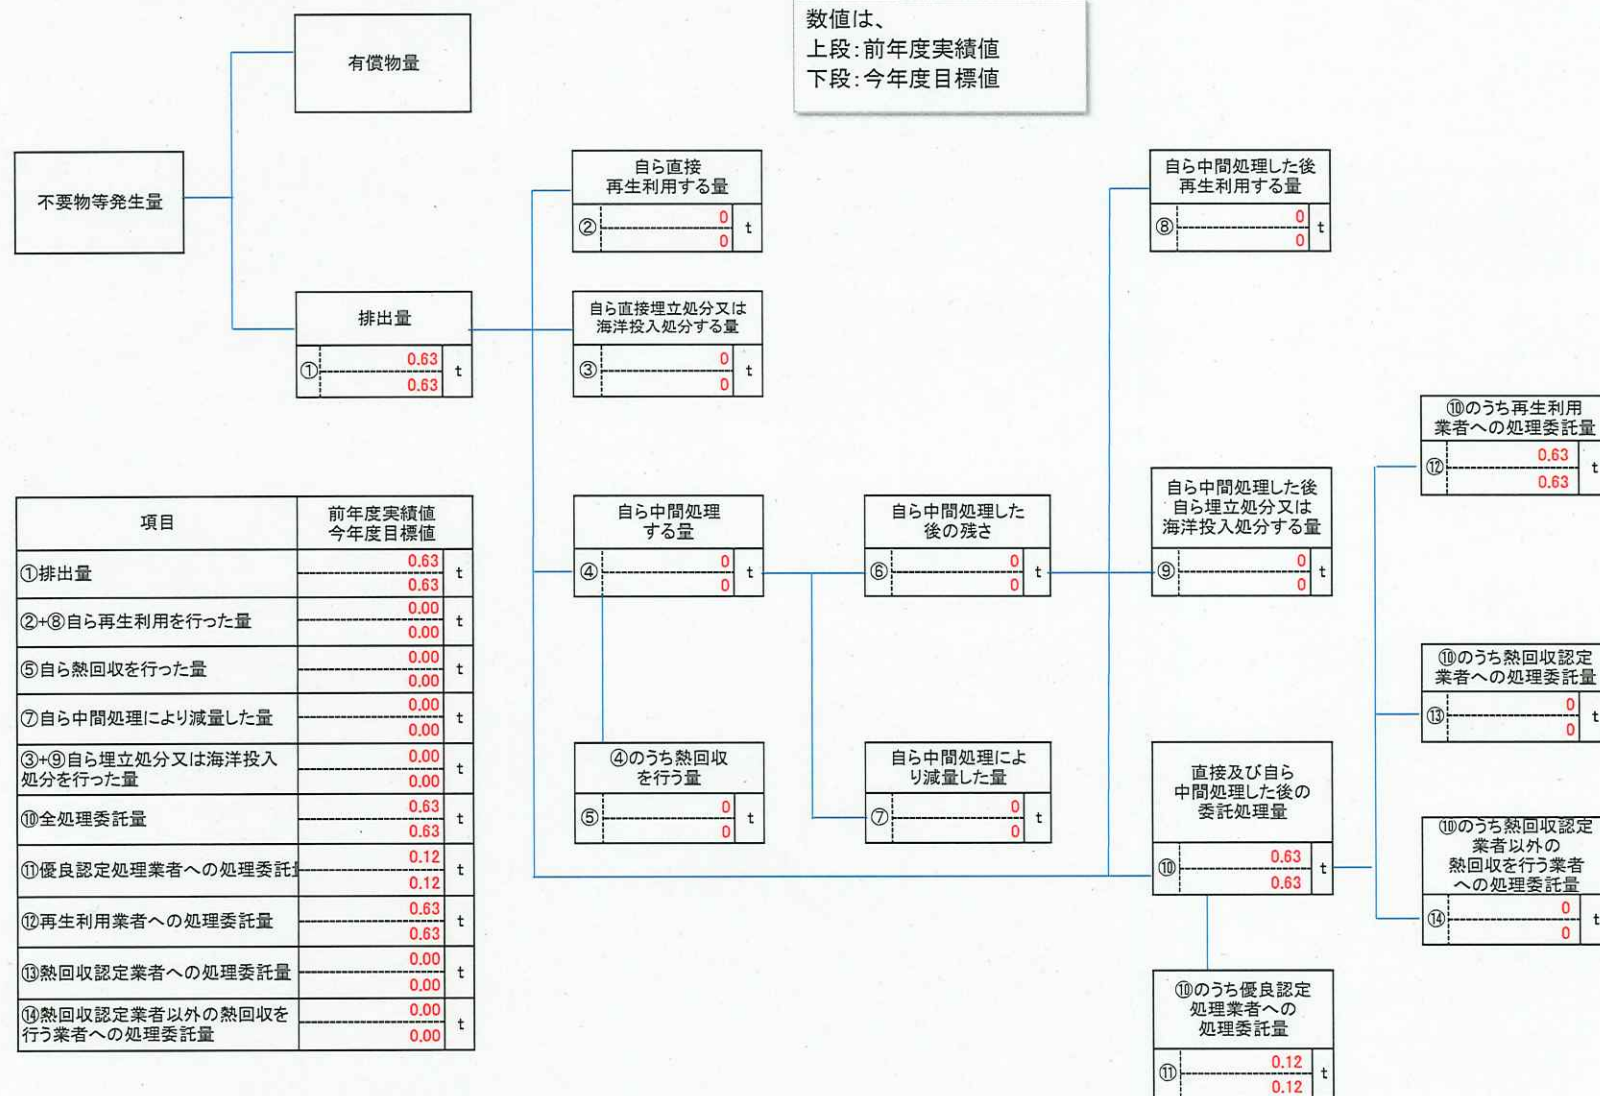 数値は、
上段:前年度実績値
下段:今年度目標値
有償物量
不要物等発生量
排出量
① 0.63 t
0.63
自ら直接
再生利用する量
② 0 t
0
自ら直接埋立処分又は
海洋投入処分する量
③ 0 t
0
自ら中間処理
する量
④ 0 t
0
④のうち熱回収
を行う量
⑤ 0 t
0
自ら中間処理した
後の残さ
⑥ 0 t
0
自ら中間処理によ
り減量した量
⑦ 0 t
0
自ら中間処理した後
再生利用する量
⑧ 0 t
0
自ら中間処理した後
自ら埋立処分又は
海洋投入処分する量
⑨ 0 t
0
直接及び自ら
中間処理した後の
委託処理量
⑩ 0.63 t
0.63
⑩のうち優良認定
処理業者への
処理委託量
⑪ 0.12 t
0.12
⑩のうち再生利用
業者への処理委託量
⑫ 0.63 t
0.63
⑩のうち熱回収認定
業者への処理委託量
⑬ 0 t
0
⑩のうち熱回収認定
業者以外の
熱回収を行う業者
への処理委託量
⑭ 0 t
0
項目 前年度実績値
今年度目標値
①排出量 0.63 t
0.63
②+⑧自ら再生利用を行った量 0.00 t
0.00
⑤自ら熱回収を行った量 0.00 t
0.00
⑦自ら中間処理により減量した量 0.00 t
0.00
③+⑨自ら埋立処分又は海洋投入 0.00 t
処分を行った量 0.00
⑩全処理委託量 0.63 t
0.63
⑪優良認定処理業者への処理委託 0.12 t
0.12
⑫再生利用業者への処理委託量 0.63 t
0.63
⑬熱回収認定業者への処理委託量 0.00 t
0.00
⑭熱回収認定業者以外の熱回収を 0.00 t
行う業者への処理委託量 0.00